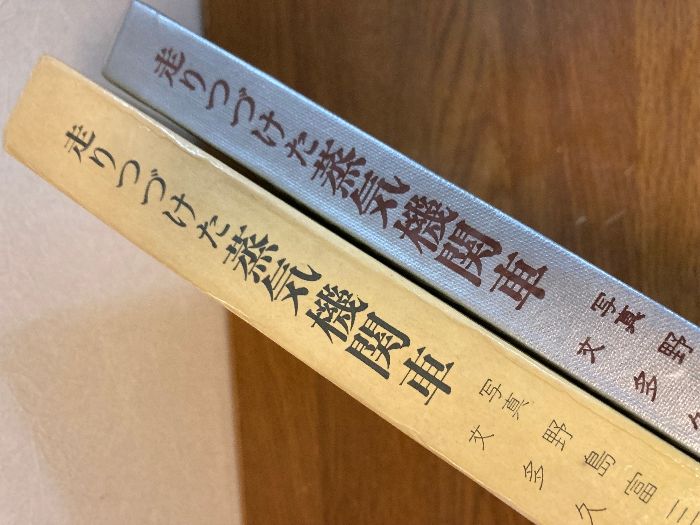 走りつづけた蒸気機関車
写真 野
文 多久
走りつづけた蒸気機関車
写真 野島富三
文 多久